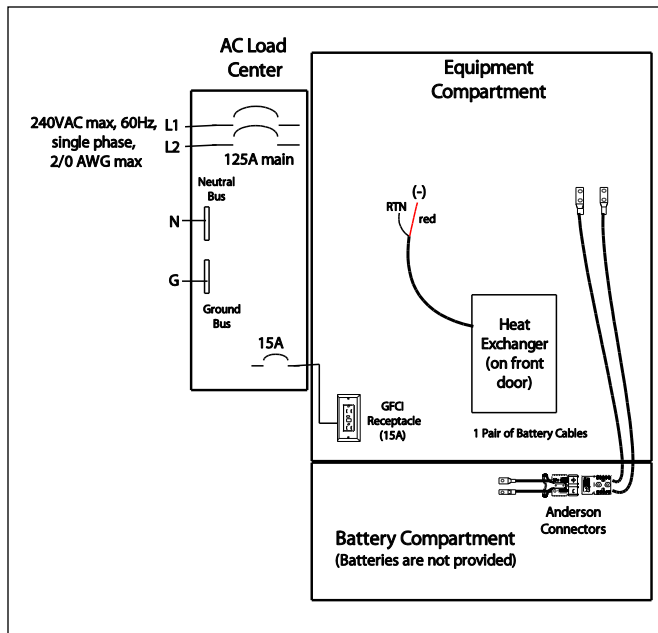 AC Load
Center
Equipment
Compartment
240VAC max, 60Hz,
single phase,
2/0 AWG max
L1
L2
125A main
Neutral
Bus
N
G
Ground
Bus
15A
(-)
RTN
red
Heat
Exchanger
(on front
door)
GFCI
Receptacle
(15A)
1 Pair of Battery Cables
Anderson
Connectors
Battery Compartment
(Batteries are not provided)